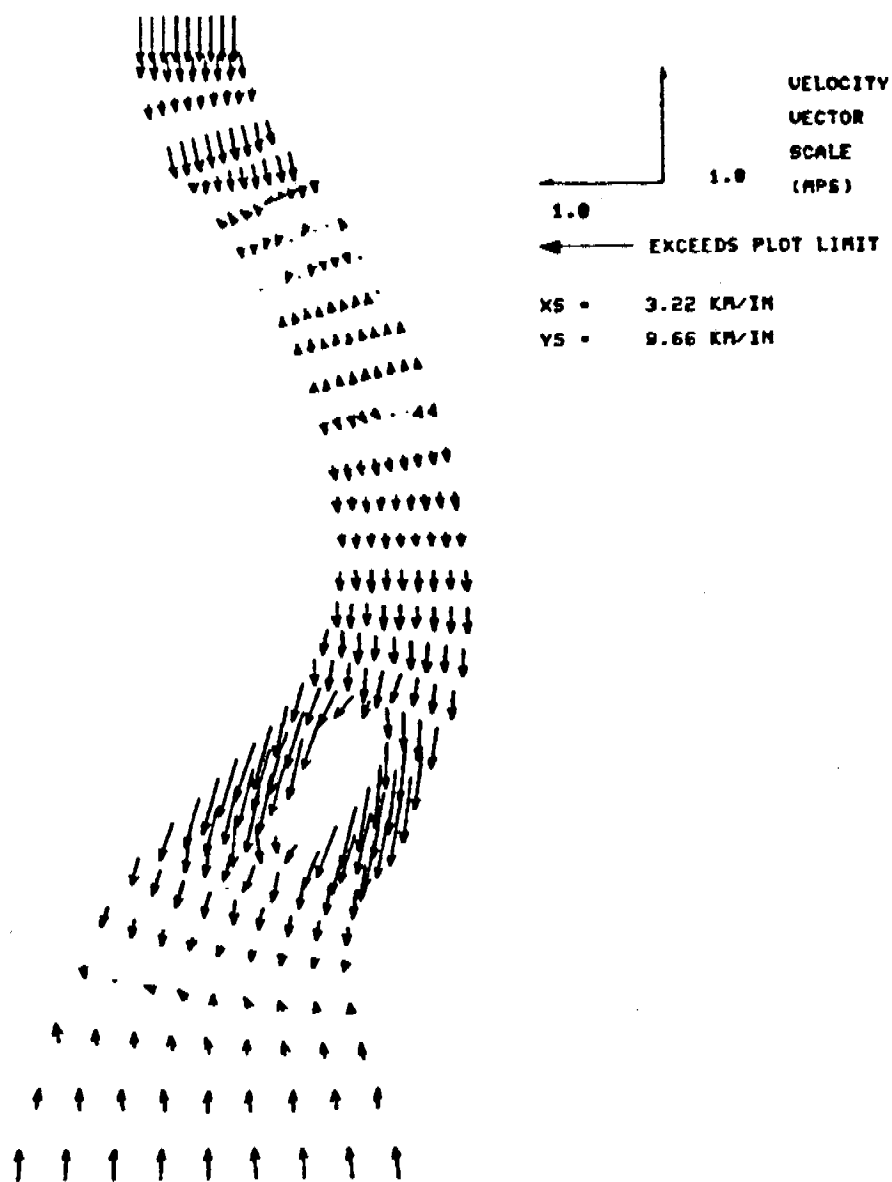 VELOCITY
VECTOR
SCALE
(MPS)
1.0
1.0
EXCEEDS PLOT LIMIT
XS = 3.22 KM/IN
YS = 9.66 KM/IN